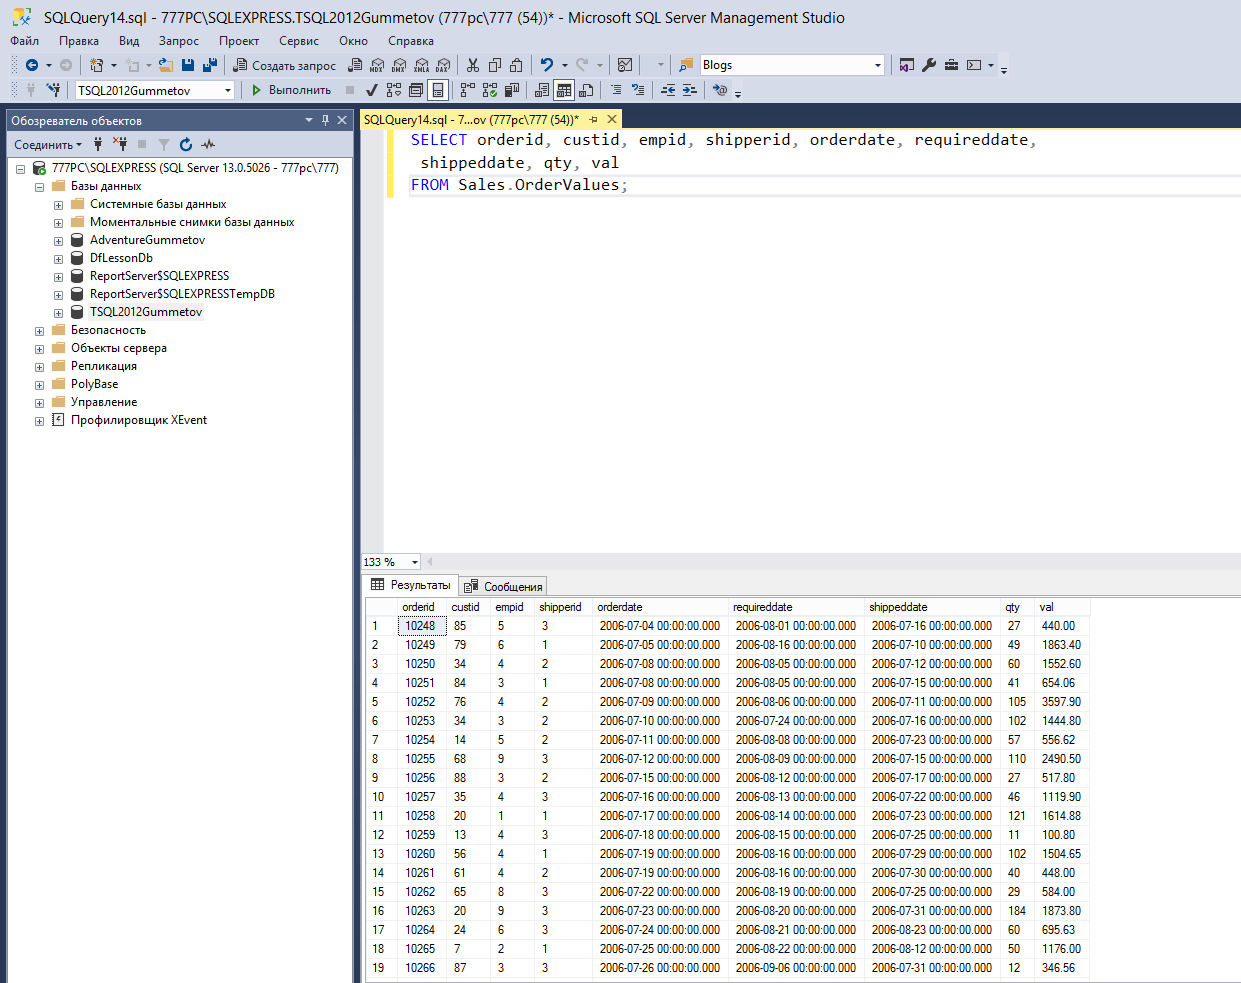 SQLQuery14.sql - 777PC\SQLEXPRESS.TSQL2012Gummetov (777pc\777 (54))* - Microsoft SQL Server Management Studio
Файл Правка Вид Запрос Проект Сервис Окно Справка
Создать запрос MDX DMX XMLA DAX Blogs
TSQL2012Gummetov Выполнить
Обозреватель объектов
Соединить
777PC\SQLEXPRESS (SQL Server 13.0.5026 - 777pc\777)
Базы данных
Системные базы данных
Моментальные снимки базы данных
AdventureGummetov
DfLessonDb
ReportServer$SQLEXPRESS
ReportServer$SQLEXPRESSTempDB
TSQL2012Gummetov
Безопасность
Объекты сервера
Репликация
PolyBase
Управление
Профилировщик XEvent
SQLQuery14.sql - 7...ov (777pc\777 (54))*
SELECT orderid, custid, empid, shipperid, orderdate, requireddate,
shippeddate, qty, val
FROM Sales.OrderValues;
133 %
Результаты Сообщения
orderid custid empid shipperid orderdate requireddate shippeddate qty val
1 10248 85 5 3 2006-07-04 00:00:00.000 2006-08-01 00:00:00.000 2006-07-16 00:00:00.000 27 440.00
2 10249 79 6 1 2006-07-05 00:00:00.000 2006-08-16 00:00:00.000 2006-07-10 00:00:00.000 49 1863.40
3 10250 34 4 2 2006-07-08 00:00:00.000 2006-08-05 00:00:00.000 2006-07-12 00:00:00.000 60 1552.60
4 10251 84 3 1 2006-07-08 00:00:00.000 2006-08-05 00:00:00.000 2006-07-15 00:00:00.000 41 654.06
5 10252 76 4 2 2006-07-09 00:00:00.000 2006-08-06 00:00:00.000 2006-07-11 00:00:00.000 105 3597.90
6 10253 34 3 2 2006-07-10 00:00:00.000 2006-07-24 00:00:00.000 2006-07-16 00:00:00.000 102 1444.80
7 10254 14 5 2 2006-07-11 00:00:00.000 2006-08-08 00:00:00.000 2006-07-23 00:00:00.000 57 556.62
8 10255 68 9 3 2006-07-12 00:00:00.000 2006-08-09 00:00:00.000 2006-07-15 00:00:00.000 110 2490.50
9 10256 88 3 2 2006-07-15 00:00:00.000 2006-08-12 00:00:00.000 2006-07-17 00:00:00.000 27 517.80
10 10257 35 4 3 2006-07-16 00:00:00.000 2006-08-13 00:00:00.000 2006-07-22 00:00:00.000 46 1119.90
11 10258 20 1 1 2006-07-17 00:00:00.000 2006-08-14 00:00:00.000 2006-07-23 00:00:00.000 121 1614.88
12 10259 13 4 3 2006-07-18 00:00:00.000 2006-08-15 00:00:00.000 2006-07-25 00:00:00.000 11 100.80
13 10260 56 4 1 2006-07-19 00:00:00.000 2006-08-16 00:00:00.000 2006-07-29 00:00:00.000 102 1504.65
14 10261 61 4 2 2006-07-19 00:00:00.000 2006-08-16 00:00:00.000 2006-07-30 00:00:00.000 40 448.00
15 10262 65 8 3 2006-07-22 00:00:00.000 2006-08-19 00:00:00.000 2006-07-25 00:00:00.000 29 584.00
16 10263 20 9 3 2006-07-23 00:00:00.000 2006-08-20 00:00:00.000 2006-07-31 00:00:00.000 184 1873.80
17 10264 24 6 3 2006-07-24 00:00:00.000 2006-08-21 00:00:00.000 2006-08-23 00:00:00.000 60 695.63
18 10265 7 2 1 2006-07-25 00:00:00.000 2006-08-22 00:00:00.000 2006-08-12 00:00:00.000 50 1176.00
19 10266 87 3 3 2006-07-26 00:00:00.000 2006-09-06 00:00:00.000 2006-07-31 00:00:00.000 12 346.56